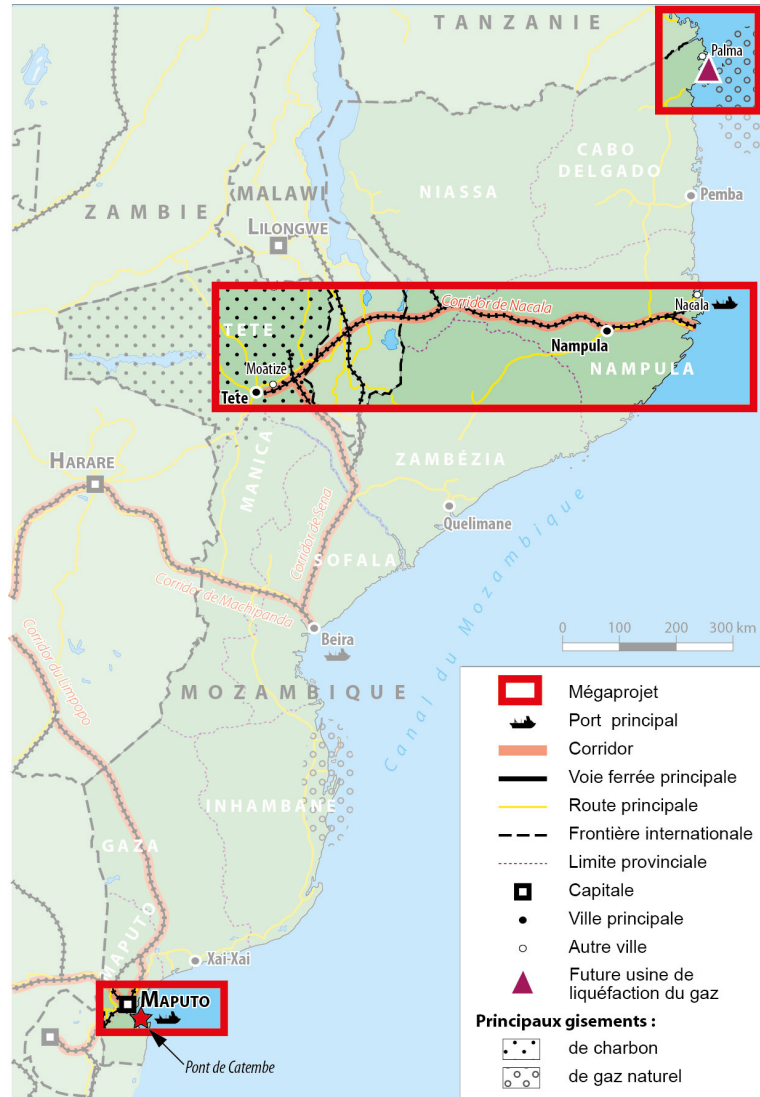 TANZANIE
Palma
CABO
DELGADO
NIASSA
MALAWI
ZAMBIE
LILONGWE
Pemba
Corridor de Nacala
Nacala
TETE
Moatize
Nampula
NAMPULA
Tete
HARARE
MANICA
ZAMBÉZIA
Corridor de Sena
Quelimane
SOFALA
Corridor de Machipanda
Beira
Canal du Mozambique
0 100 200 300 km
Corridor du Limpopo
MOZAMBIQUE
INHAMBANE
GAZA
MAPUTO
Xai-Xai
MAPUTO
Pont de Catembe
Mégaprojet
Port principal
Corridor
Voie ferrée principale
Route principale
Frontière internationale
Limite provinciale
Capitale
Ville principale
Autre ville
Future usine de
liquéfaction du gaz
Principaux gisements :
de charbon
de gaz naturel